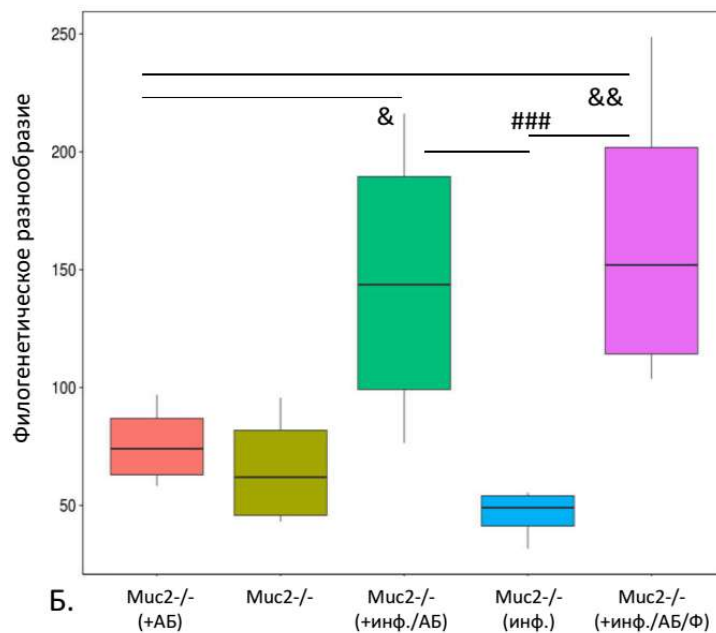 Филогенетическое разнообразие
250
200
150
100
50
&
###
&&
Б.
Muc2-/-
(+АБ)
Muc2-/-
Muc2-/-
(+инф./АБ)
Muc2-/-
(инф.)
Muc2-/-
(+инф./АБ/Ф)